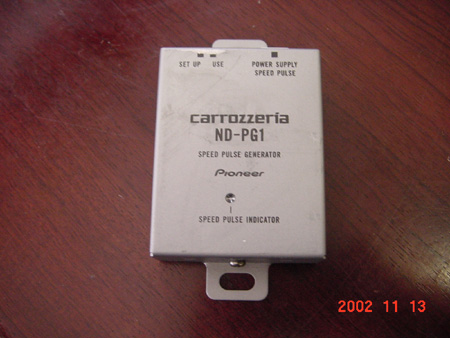 SET UP USE POWER SUPPLY
SPEED PULSE
carrozzeria
ND-PG1
SPEED PULSE GENERATOR
Pioneer
SPEED PULSE INDICATOR
2002 11 13